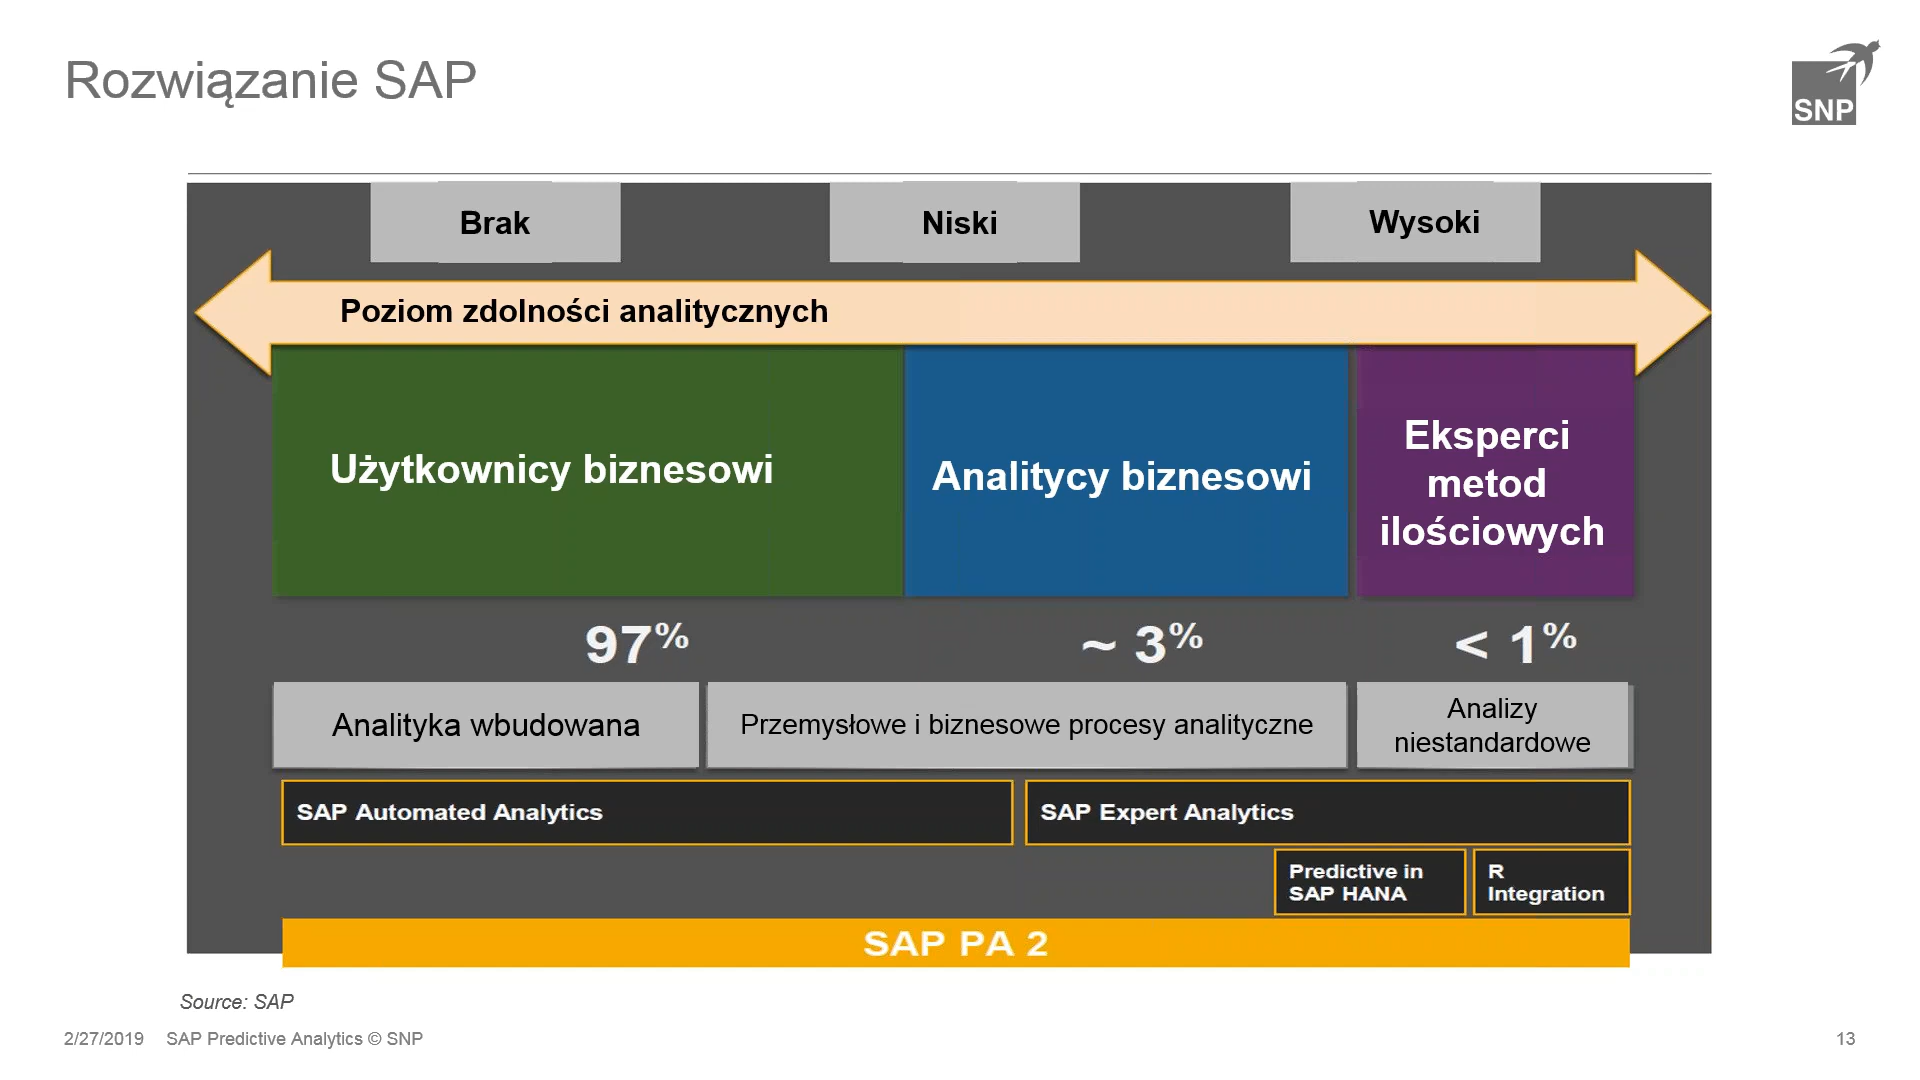 Rozwiązanie SAP
SNP
Brak
Niski
Wysoki
Poziom zdolności analitycznych
Użytkownicy biznesowi
Analitycy biznesowi
Eksperci
metod
ilościowych
97%
~ 3%
< 1%
Analityka wbudowana
Przemysłowe i biznesowe procesy analityczne
Analizy
niestandardowe
SAP Automated Analytics
SAP Expert Analytics
Predictive in
SAP HANA
R
Integration
SAP PA 2
Source: SAP
2/27/2019 SAP Predictive Analytics © SNP
13